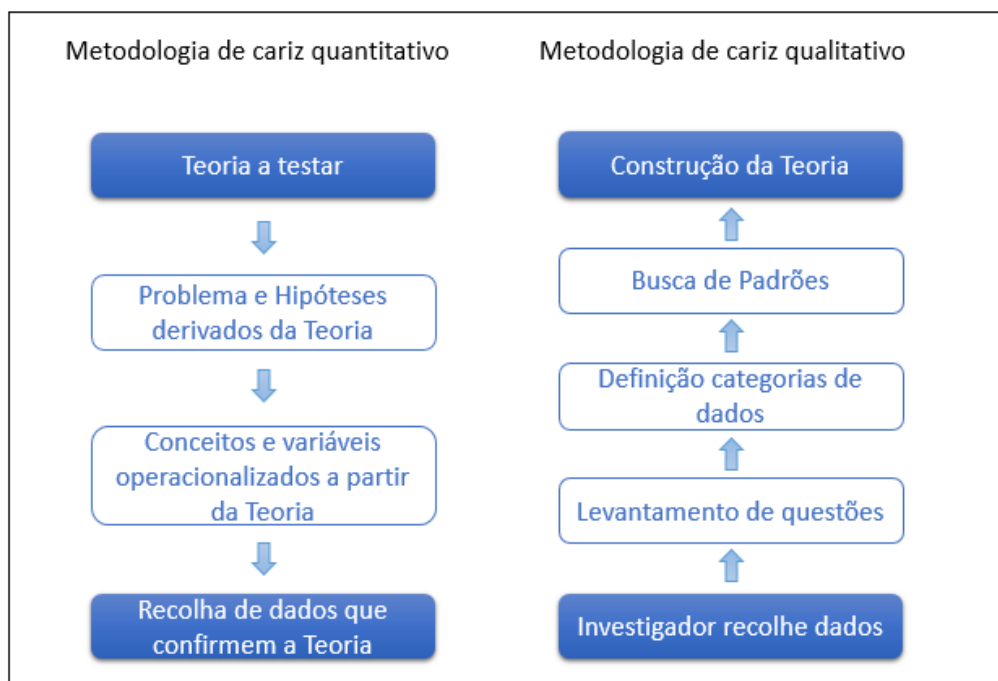 Metodologia de cariz quantitativo
Teoria a testar
Problema e Hipóteses
derivados da Teoria
Conceitos e variáveis
operacionalizados a partir
da Teoria
Recolha de dados que
confirmem a Teoria
Metodologia de cariz qualitativo
Construção da Teoria
Busca de Padrões
Definição categorias de
dados
Levantamento de questões
Investigador recolhe dados